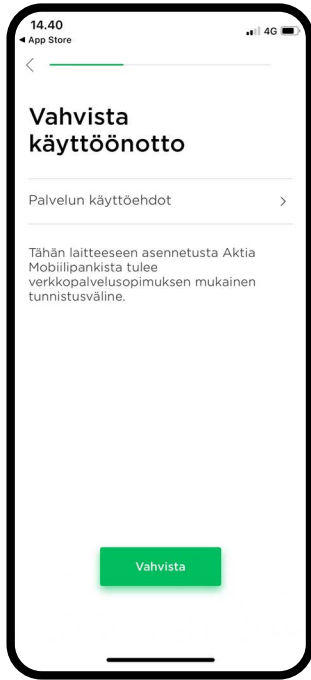 14.40
4G
App Store
Vahvista
käyttöönotto
Palvelun käyttöehdot
Tähän laitteeseen asennetusta Aktia
Mobiilipankista tulee
verkkopalvelusopimuksen mukainen
tunnistusväline.
Vahvista